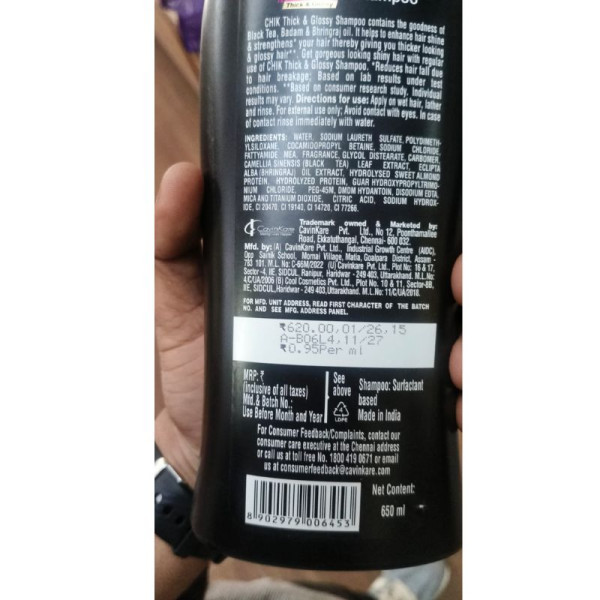 Thick & Glossy Shampoo
CHIK Thick & Glossy Shampoo contains the goodness of
Black Tea, Badam & Bhringraj oil. It helps to enhance hair shine
& strengthens* your hair thereby giving you thicker looking
& glossy hair**. Get gorgeous looking shiny hair with regular
use of CHIK Thick & Glossy Shampoo. *Reduces hair fall due
to hair breakage; Based on lab results under test
conditions. **Based on consumer research study. Individual
results may vary. Directions for use: Apply on wet hair, lather
and rinse. For external use only; Avoid contact with eyes. In case
of contact rinse immediately with water.
INGREDIENTS: WATER, SODIUM LAURETH SULFATE, POLYDIMETH-
YLSILOXANE, COCAMIDOPROPYL BETAINE, SODIUM CHLORIDE,
FATTYAMIDE MEA, FRAGRANCE, GLYCOL DISTEARATE, CARBOMER,
CAMELLIA SINENSIS (BLACK TEA) LEAF EXTRACT, ECLIPTA
ALBA (BHRINGRAJ) OIL EXTRACT, HYDROLYSED SWEET ALMOND
PROTEIN, HYDROLYZED PROTEIN, GUAR HYDROXYPROPYLTRIMO-
NIUM CHLORIDE, PEG-45M, DMDM HYDANTOIN, DISODIUM EDTA,
MICA AND TITANIUM DIOXIDE, CITRIC ACID, SODIUM HYDROX-
IDE, CI 20470, CI 19140, CI 14720, CI 77266.
CavinKare
Trademark owned & Marketed by:
CavinKare Pvt. Ltd., No 12, Poonthamallee
Road, Ekkatuthangal, Chennai- 600 032.
Mfd. by: (A) CavinKare Pvt. Ltd., Industrial Growth Centre (AIDC),
Opp Sainik School, Mornai Village, Matia, Goalpara District, Assam -
783 101. M.L. No: C-66M/2022 (U) CavinKare Pvt. Ltd., Plot No: 16 & 17,
Sector -4, IIE, SIDCUL, Ranipur, Haridwar - 249 403, Uttarakhand. M.L.No:
4/C/UA/2006 (B) Cool Cosmetics Pvt. Ltd., Plot No. 10 & 11, Sector-8B,
IIE, SIDCUL,Haridwar - 249 403,Uttarakhand. M.L.No: 11/C/UA/2018.
FOR MFD. UNIT ADDRESS, READ FIRST CHARACTER OF THE BATCH
NO. AND SEE MFG. ADDRESS PANEL.
₹620.00,01/26,15
A-B06L4,11/27
₹0.95Per ml
MRP: ₹
(inclusive of all taxes)
Mfd. & Batch No.:
Use Before Month and Year
See
above
4
LDPE
Shampoo: Surfactant
based
Made in India
For Consumer Feedback/Complaints, contact our
consumer care executive at the Chennai address
or call us at toll free No. 1800 419 0671 or email
us at consumerfeedback@cavinkare.com
Net Content:
650 ml
8 902979 006453